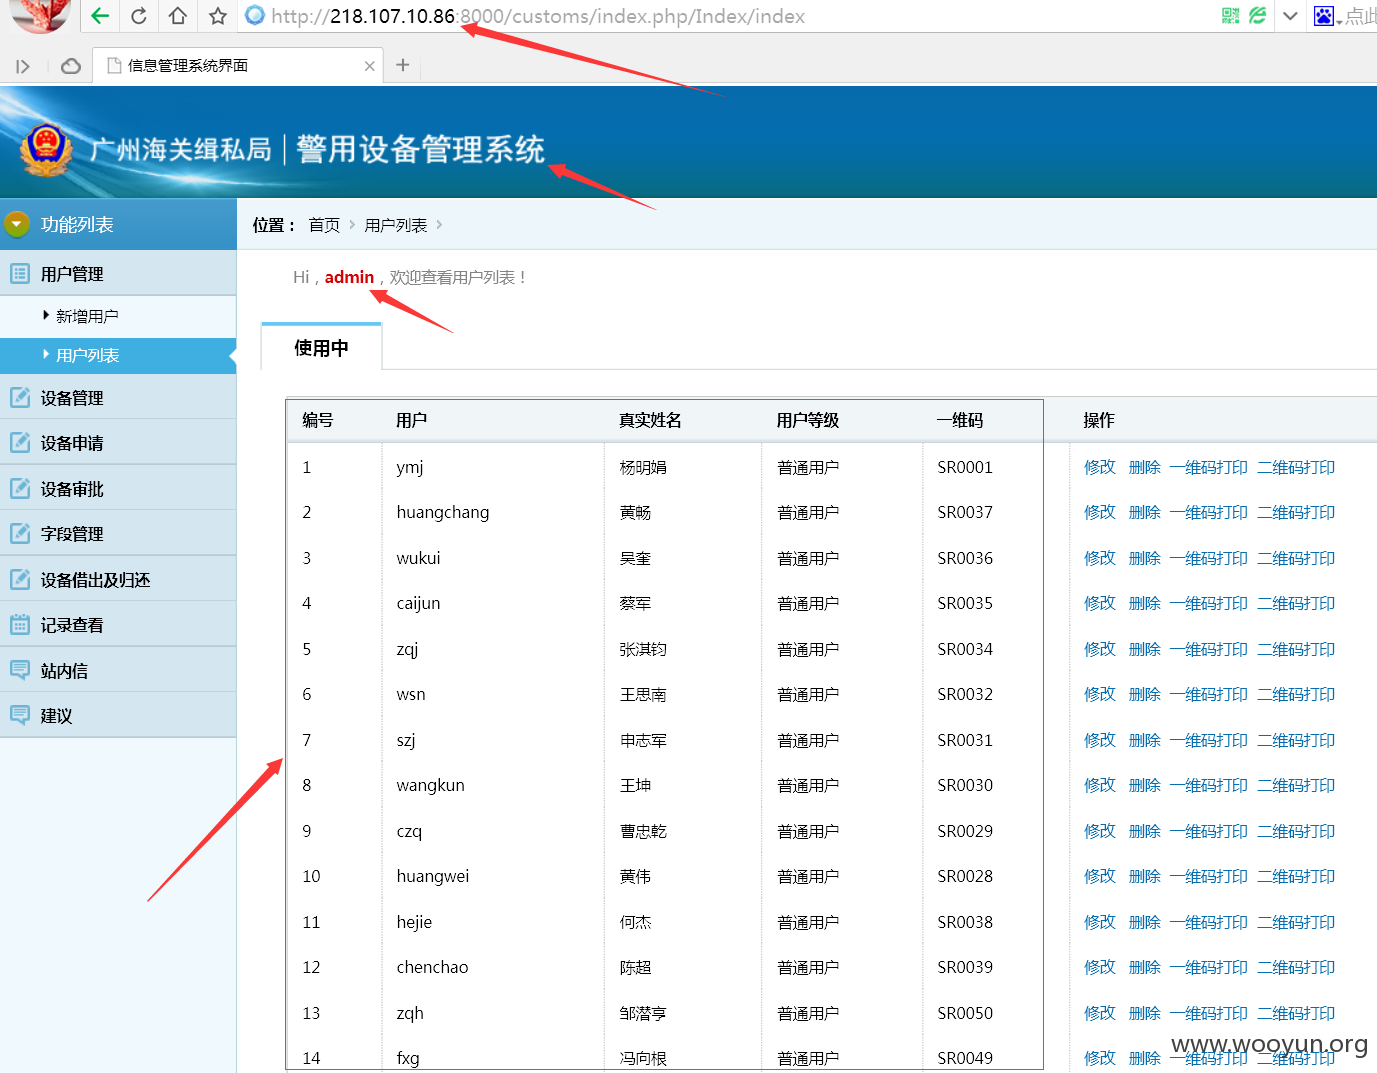 http://218.107.10.86:8000/customs/index.php/Index/index
点此
信息管理系统界面
广州海关缉私局 | 警用设备管理系统
功能列表
位置： 首页 用户列表
用户管理
新增用户
用户列表
设备管理
设备申请
设备审批
字段管理
设备借出及归还
记录查看
站内信
建议
Hi，admin，欢迎查看用户列表！
使用中
编号 用户 真实姓名 用户等级 一维码 操作
1 ymj 杨明娟 普通用户 SR0001 修改 删除 一维码打印 二维码打印
2 huangchang 黄畅 普通用户 SR0037 修改 删除 一维码打印 二维码打印
3 wukui 吴奎 普通用户 SR0036 修改 删除 一维码打印 二维码打印
4 caijun 蔡军 普通用户 SR0035 修改 删除 一维码打印 二维码打印
5 zqj 张淇钧 普通用户 SR0034 修改 删除 一维码打印 二维码打印
6 wsn 王思南 普通用户 SR0032 修改 删除 一维码打印 二维码打印
7 szj 申志军 普通用户 SR0031 修改 删除 一维码打印 二维码打印
8 wangkun 王坤 普通用户 SR0030 修改 删除 一维码打印 二维码打印
9 czq 曹忠乾 普通用户 SR0029 修改 删除 一维码打印 二维码打印
10 huangwei 黄伟 普通用户 SR0028 修改 删除 一维码打印 二维码打印
11 hejie 何杰 普通用户 SR0038 修改 删除 一维码打印 二维码打印
12 chenchao 陈超 普通用户 SR0039 修改 删除 一维码打印 二维码打印
13 zqh 邹潜亨 普通用户 SR0050 修改 删除 一维码打印 二维码打印
14 fxg 冯向根 普通用户 SR0049 修改 删除 一维码打印 二维码打印
www.wooyun.org